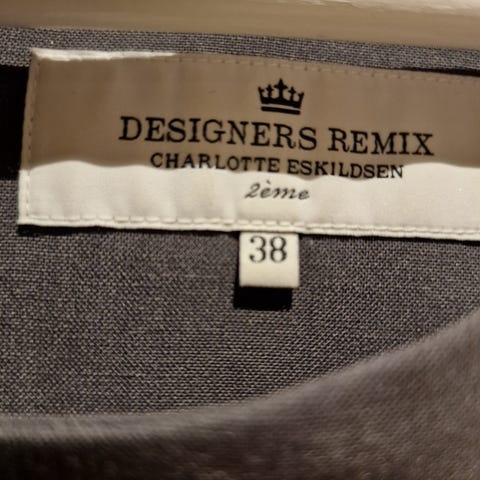 DESIGNERS REMIX
CHARLOTTE ESKILDSEN
2ème
38